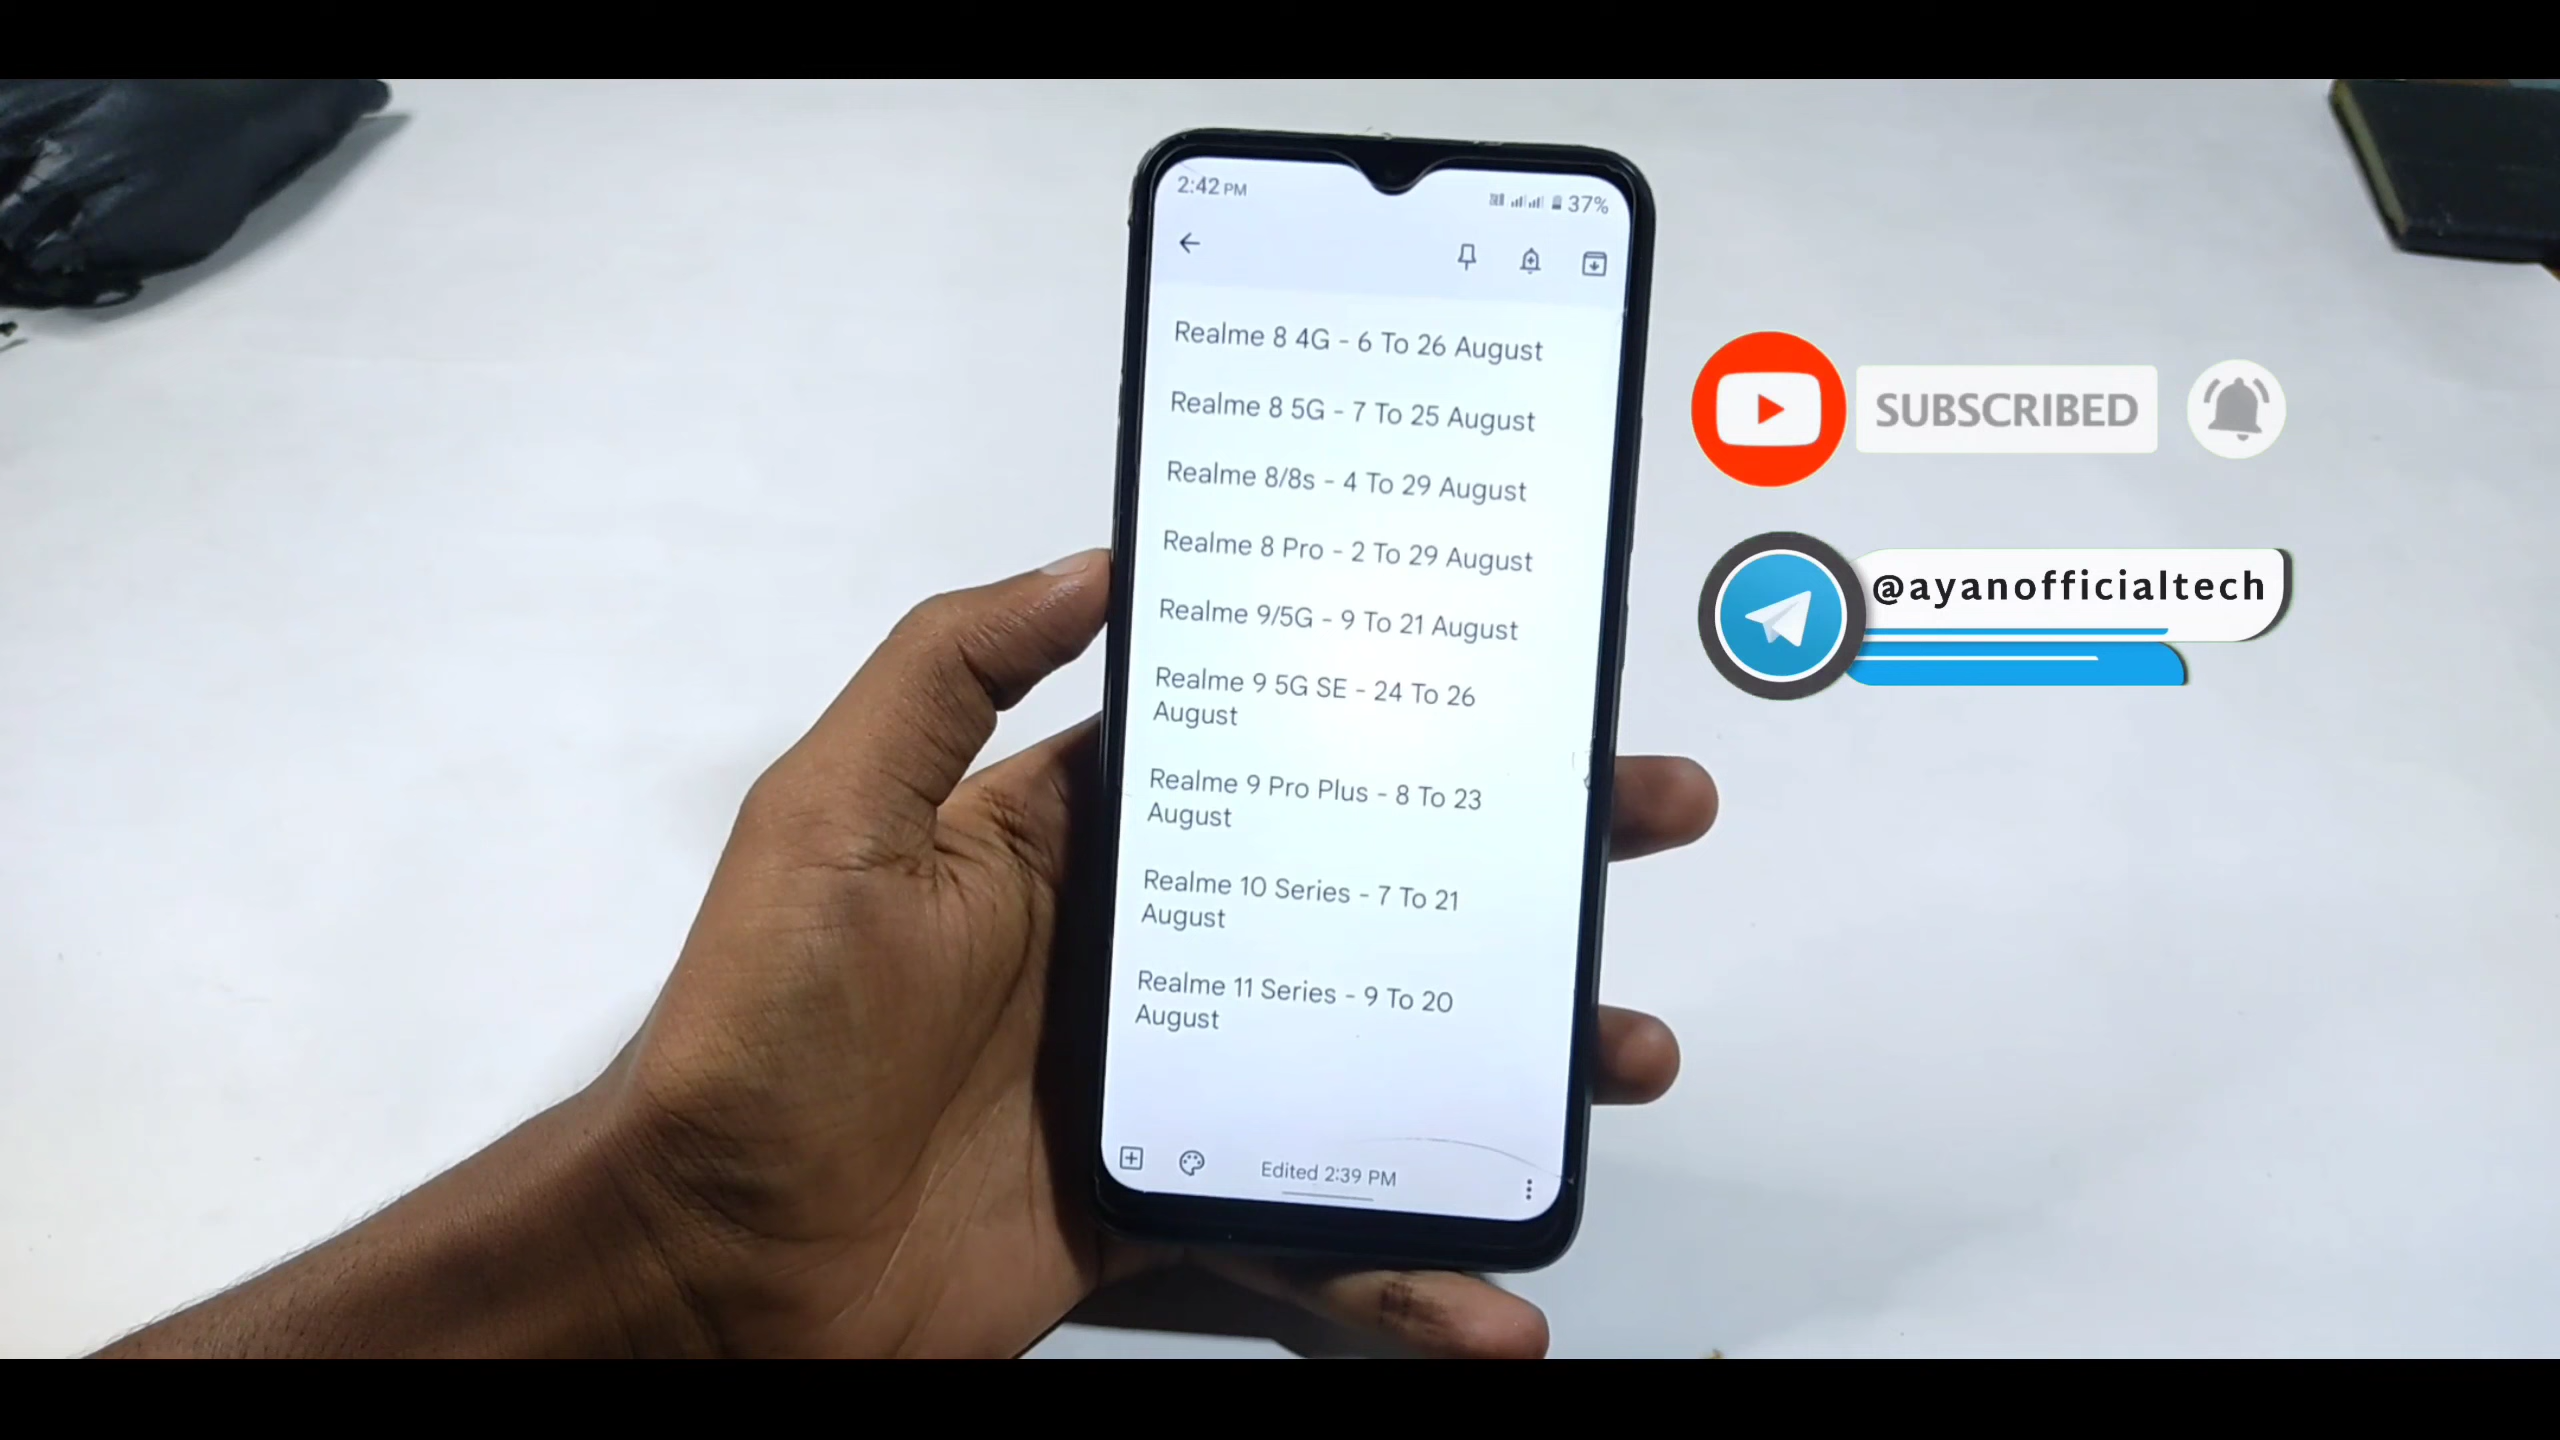 2:42 PM
37%
Realme 8 4G - 6 To 26 August
Realme 8 5G - 7 To 25 August
Realme 8/8s - 4 To 29 August
Realme 8 Pro - 2 To 29 August
Realme 9/5G - 9 To 21 August
Realme 9 5G SE - 24 To 26
August
Realme 9 Pro Plus - 8 To 23
August
Realme 10 Series - 7 To 21
August
Realme 11 Series - 9 To 20
August
Edited 2:39 PM
SUBSCRIBED
@ayanofficialtech